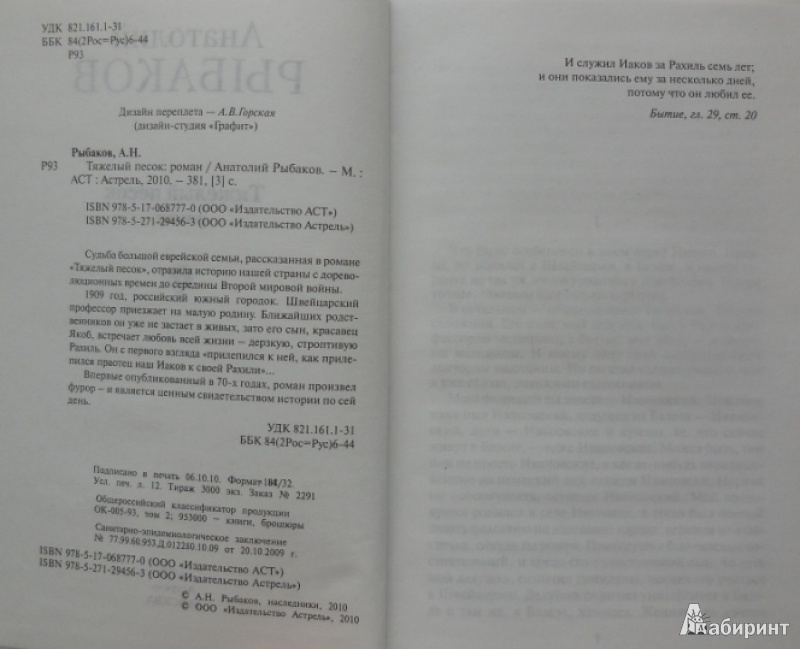 УДК 821.161.1-31
ББК 84(2Рос=Рус)6-44
Р93
Анатолий
РЫБАКОВ
Дизайн переплета — А.В.Горская
(дизайн-студия «Графит»)
Рыбаков, А.Н.
Р93 Тяжелый песок: роман / Анатолий Рыбаков. – М. :
АСТ : Астрель, 2010. – 381, [3] с.
ISBN 978-5-17-068777-0 (ООО «Издательство АСТ»)
ISBN 978-5-271-29456-3 (ООО «Издательство Астрель»)
Судьба большой еврейской семьи, рассказанная в романе
«Тяжелый песок», отразила историю нашей страны с дорево-
люционных времен до середины Второй мировой войны.
1909 год, российский южный городок. Швейцарский
профессор приезжает на малую родину. Ближайших родст-
венников он уже не застает в живых, зато его сын, красавец
Якоб, встречает любовь всей жизни – дерзкую, строптивую
Рахиль. Он с первого взгляда «прилепился к ней, как приле-
пился праотец наш Иаков к своей Рахили»...
Впервые опубликованный в 70-х годах, роман произвел
фурор – и является ценным свидетельством истории по сей
день.
УДК 821.161.1-31
ББК 84(2Рос=Рус)6-44
Подписано в печать 06.10.10. Формат 84/32.
Усл. печ. л. 12. Тираж 3000 экз. Заказ № 2291
Общероссийский классификатор продукции
ОК-005-93, том 2; 953000 – книги, брошюры
Санитарно-эпидемиологическое заключение
№ 77.99.60.953.Д.012280.10.09 от 20.10.2009 г.
ISBN 978-5-17-068777-0 (ООО «Издательство АСТ»)
ISBN 978-5-271-29456-3 (ООО «Издательство Астрель»)
© А.Н. Рыбаков, наследники, 2010
© ООО «Издательство Астрель», 2010
И служил Иаков за Рахиль семь лет;
и они показались ему за несколько дней,
потому что он любил ее.
Бытие, гл. 29, ст. 20
Лабиринт